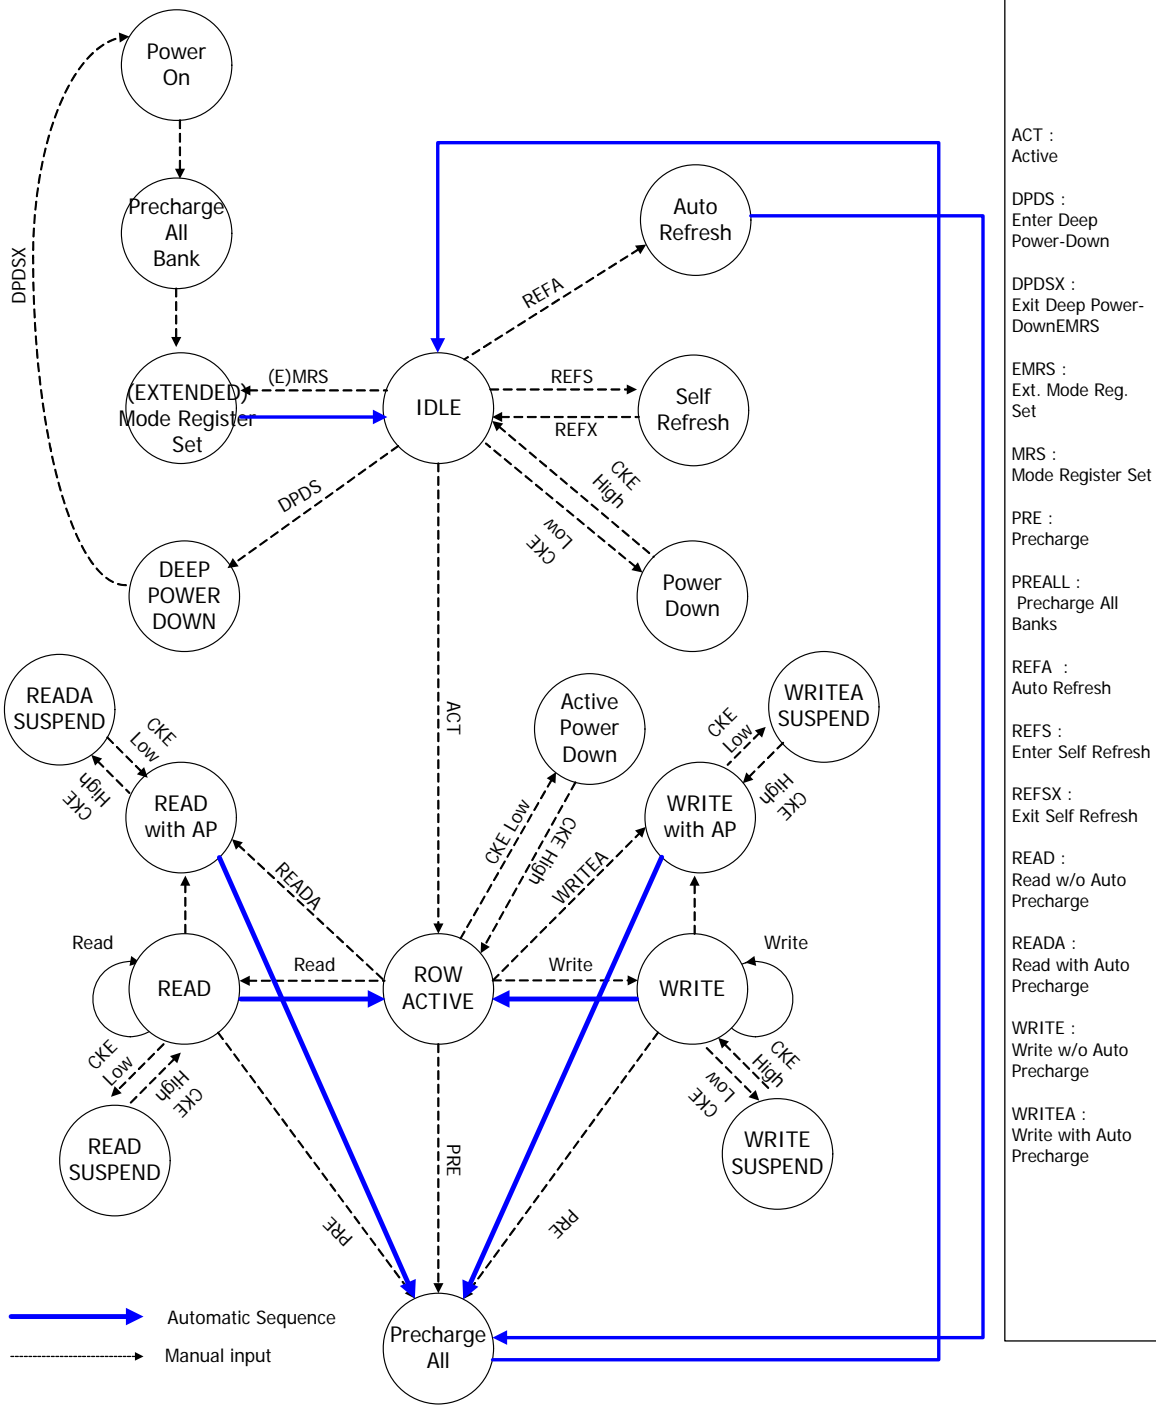 Power
On
Precharge
All
Bank
DPDSX
Auto
Refresh
REFA
(EXTENDED)
Mode Register
Set
(E)MRS
IDLE
REFS
REFX
Self
Refresh
DPDS
CKE
High
CKE
Low
DEEP
POWER
DOWN
Power
Down
READA
SUSPEND
CKE
Low
CKE
High
ACT
Active
Power
Down
WRITEA
SUSPEND
CKE
Low
CKE
High
READ
with AP
WRITE
with AP
CKE Low
CKE High
READA
WRITEA
Read
READ
Read
ROW
ACTIVE
Write
WRITE
Write
CKE
Low
CKE
High
CKE
High
CKE
Low
READ
SUSPEND
WRITE
SUSPEND
PRE
PRE
PRE
Precharge
All
Automatic Sequence
Manual input
ACT :
Active
DPDS :
Enter Deep
Power-Down
DPDSX :
Exit Deep Power-
DownEMRS
EMRS :
Ext. Mode Reg.
Set
MRS :
Mode Register Set
PRE :
Precharge
PREALL :
Precharge All
Banks
REFA :
Auto Refresh
REFS :
Enter Self Refresh
REFSX :
Exit Self Refresh
READ :
Read w/o Auto
Precharge
READA :
Read with Auto
Precharge
WRITE :
Write w/o Auto
Precharge
WRITEA :
Write with Auto
Precharge